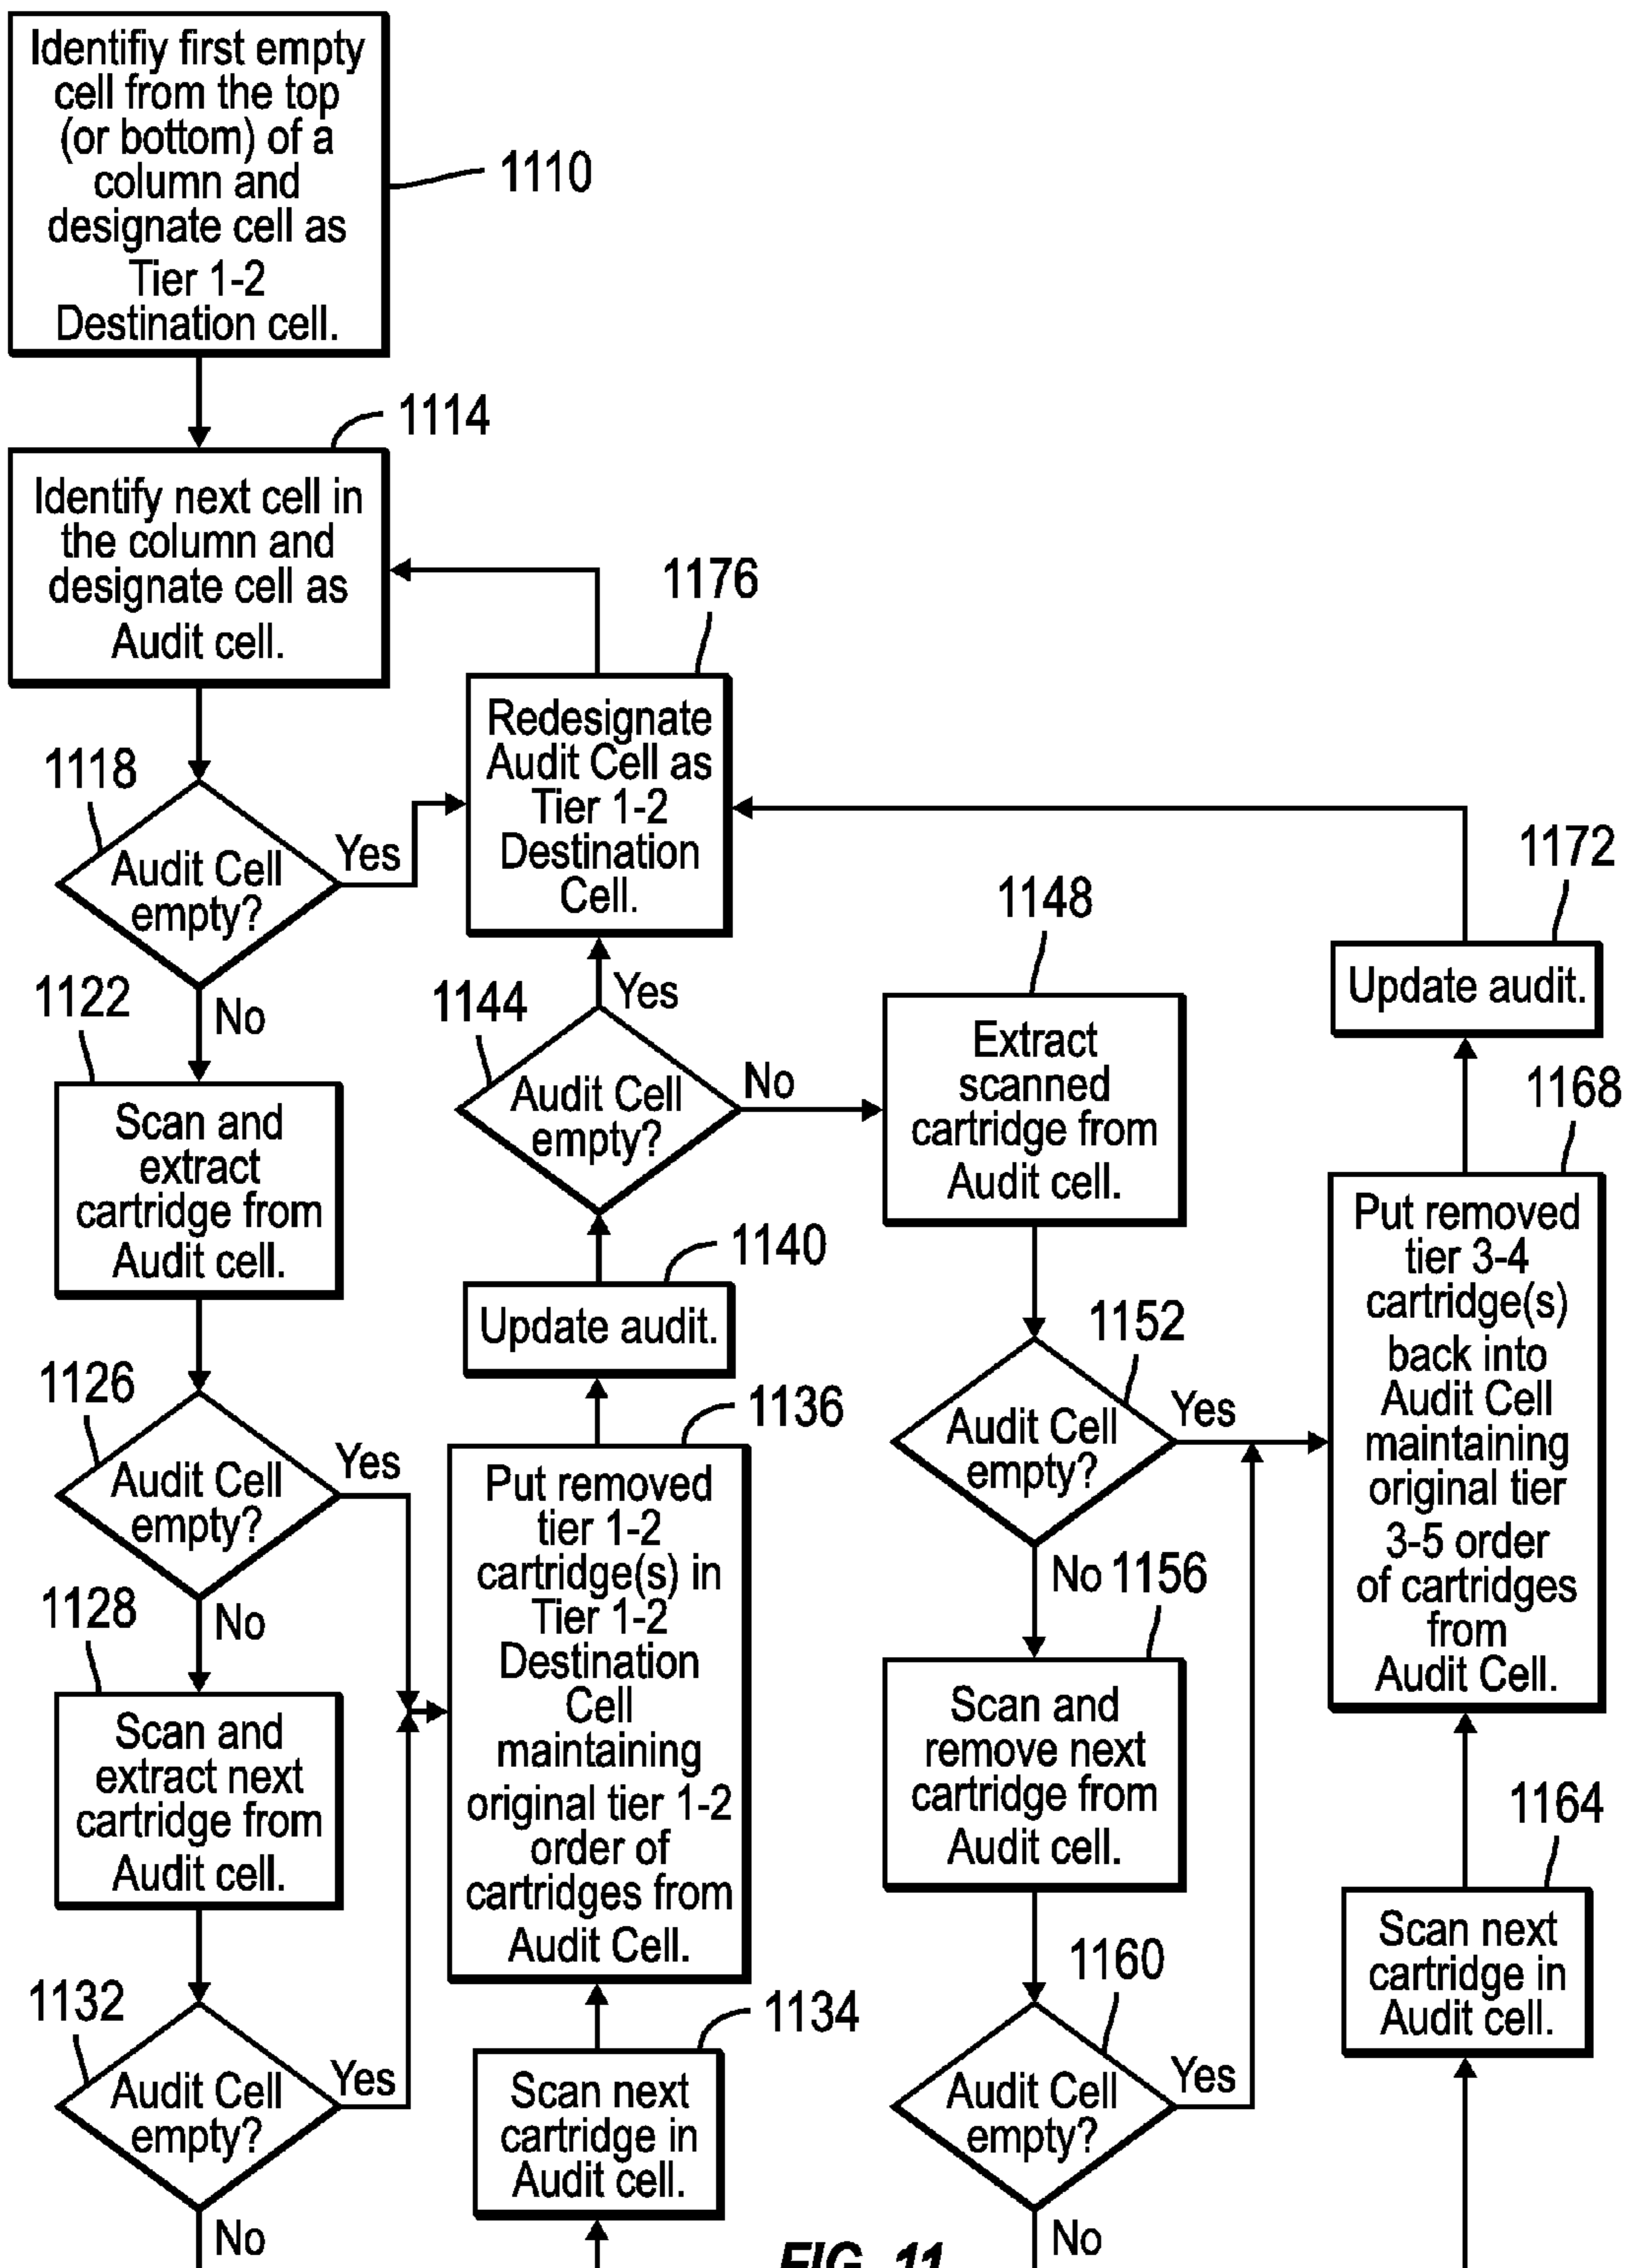 Identifiy first empty
cell from the top
(or bottom) of a
column and
designate cell as
Tier 1-2
Destination cell.
1110
1114
Identify next cell in
the column and
designate cell as
Audit cell.
1118
Audit Cell
empty?
Yes
No
1122
Scan and
extract
cartridge from
Audit cell.
1126
Audit Cell
empty?
Yes
No
1128
Scan and
extract next
cartridge from
Audit cell.
1132
Audit Cell
empty?
Yes
No
1176
Redesignate
Audit Cell as
Tier 1-2
Destination
Cell.
Yes
1144
Audit Cell
empty?
No
1140
Update audit.
1136
Put removed
tier 1-2
cartridge(s) in
Tier 1-2
Destination
Cell
maintaining
original tier 1-2
order of
cartridges from
Audit Cell.
1134
Scan next
cartridge in
Audit cell.
1148
Extract
scanned
cartridge from
Audit cell.
1152
Audit Cell
empty?
Yes
No
1156
Scan and
remove next
cartridge from
Audit cell.
1160
Audit Cell
empty?
Yes
No
1172
Update audit.
1168
Put removed
tier 3-4
cartridge(s)
back into
Audit Cell
maintaining
original tier
3-5 order
of cartridges
from
Audit Cell.
1164
Scan next
cartridge in
Audit cell.
FIG. 11